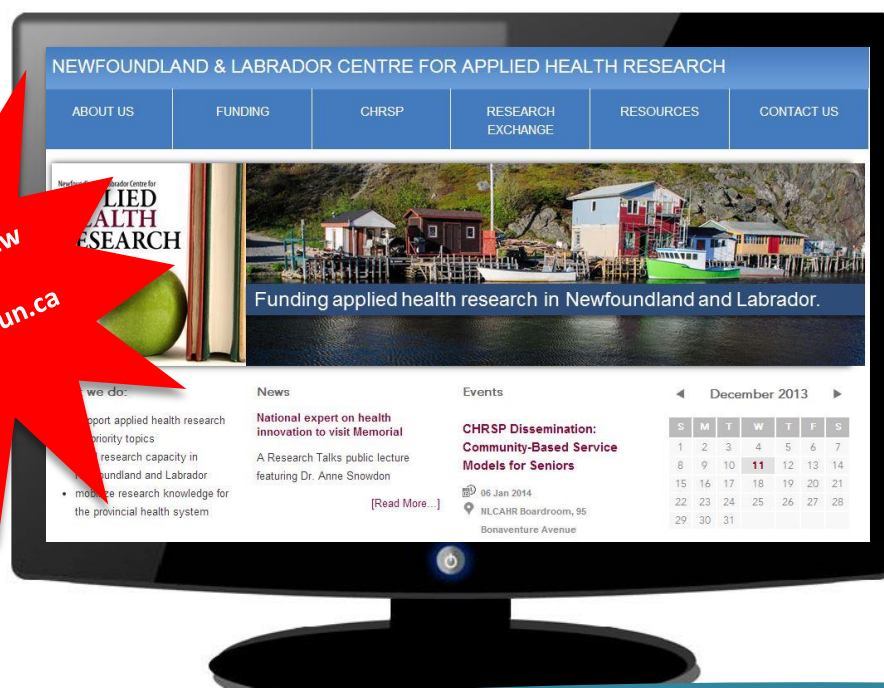 NEWFOUNDLAND & LABRADOR CENTRE FOR APPLIED HEALTH RESEARCH
ABOUT US FUNDING CHRSP RESEARCH EXCHANGE RESOURCES CONTACT US
un.ca
Centre for
LIED
HEALTH
RESEARCH
Funding applied health research in Newfoundland and Labrador.
we do:
port applied health research
priority topics
research capacity in
foundland and Labrador
• mobilize research knowledge for
the provincial health system
News
National expert on health
innovation to visit Memorial
A Research Talks public lecture
featuring Dr. Anne Snowdon
[Read More...]
Events
CHRSP Dissemination:
Community-Based Service
Models for Seniors
06 Jan 2014
NLCAHR Boardroom, 95
Bonaventure Avenue
◄ December 2013 ►
S M T W T F S
1 2 3 4 5 6 7
8 9 10 11 12 13 14
15 16 17 18 19 20 21
22 23 24 25 26 27 28
29 30 31